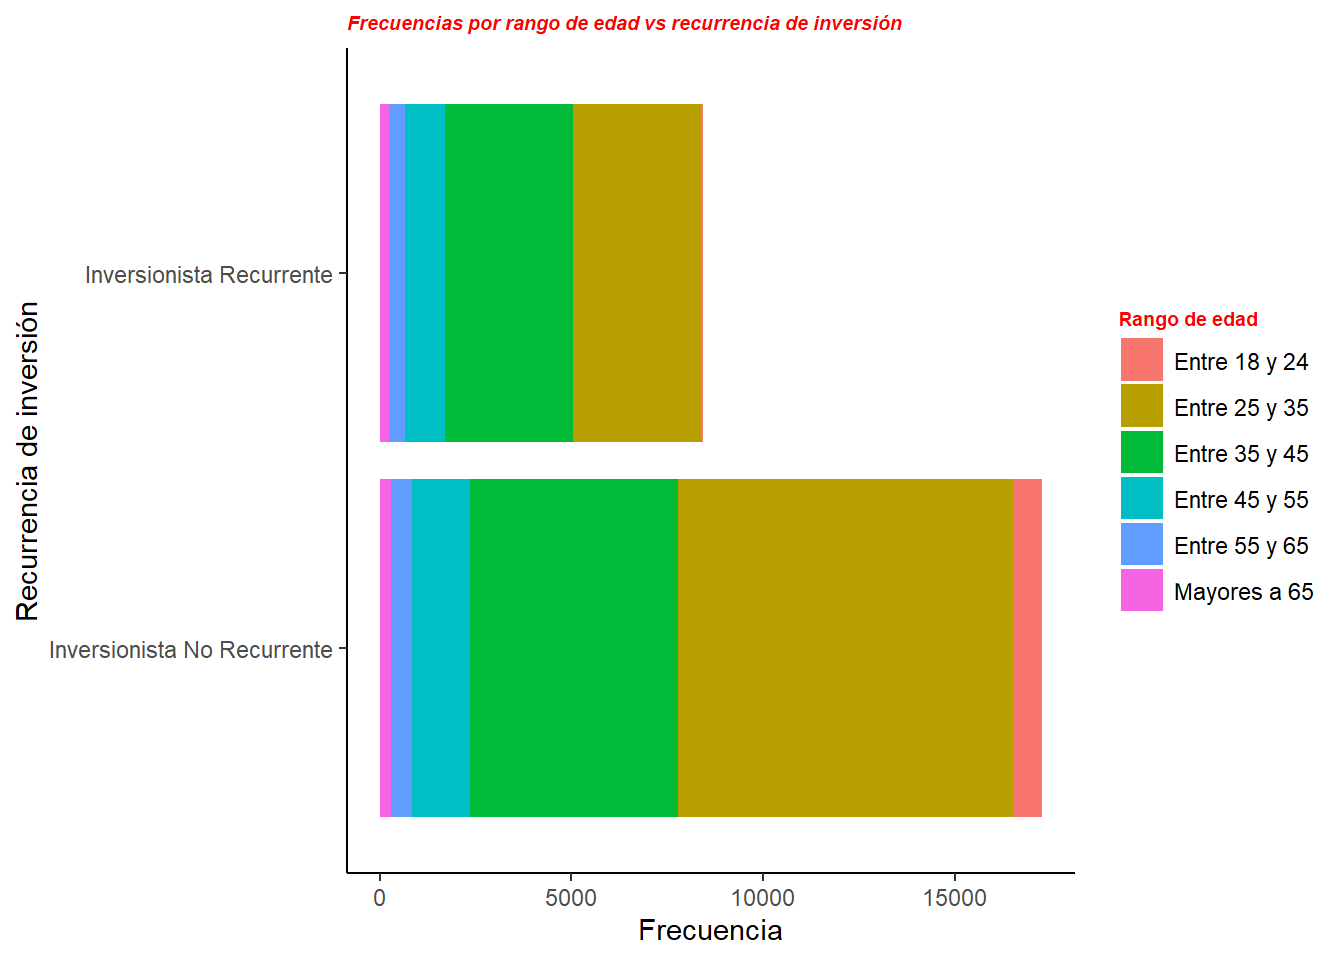 Frecuencias por rango de edad vs recurrencia de inversión
Recurrencia de inversión
Inversionista Recurrente
Inversionista No Recurrente
0
5000
10000
15000
Frecuencia
Rango de edad
Entre 18 y 24
Entre 25 y 35
Entre 35 y 45
Entre 45 y 55
Entre 55 y 65
Mayores a 65